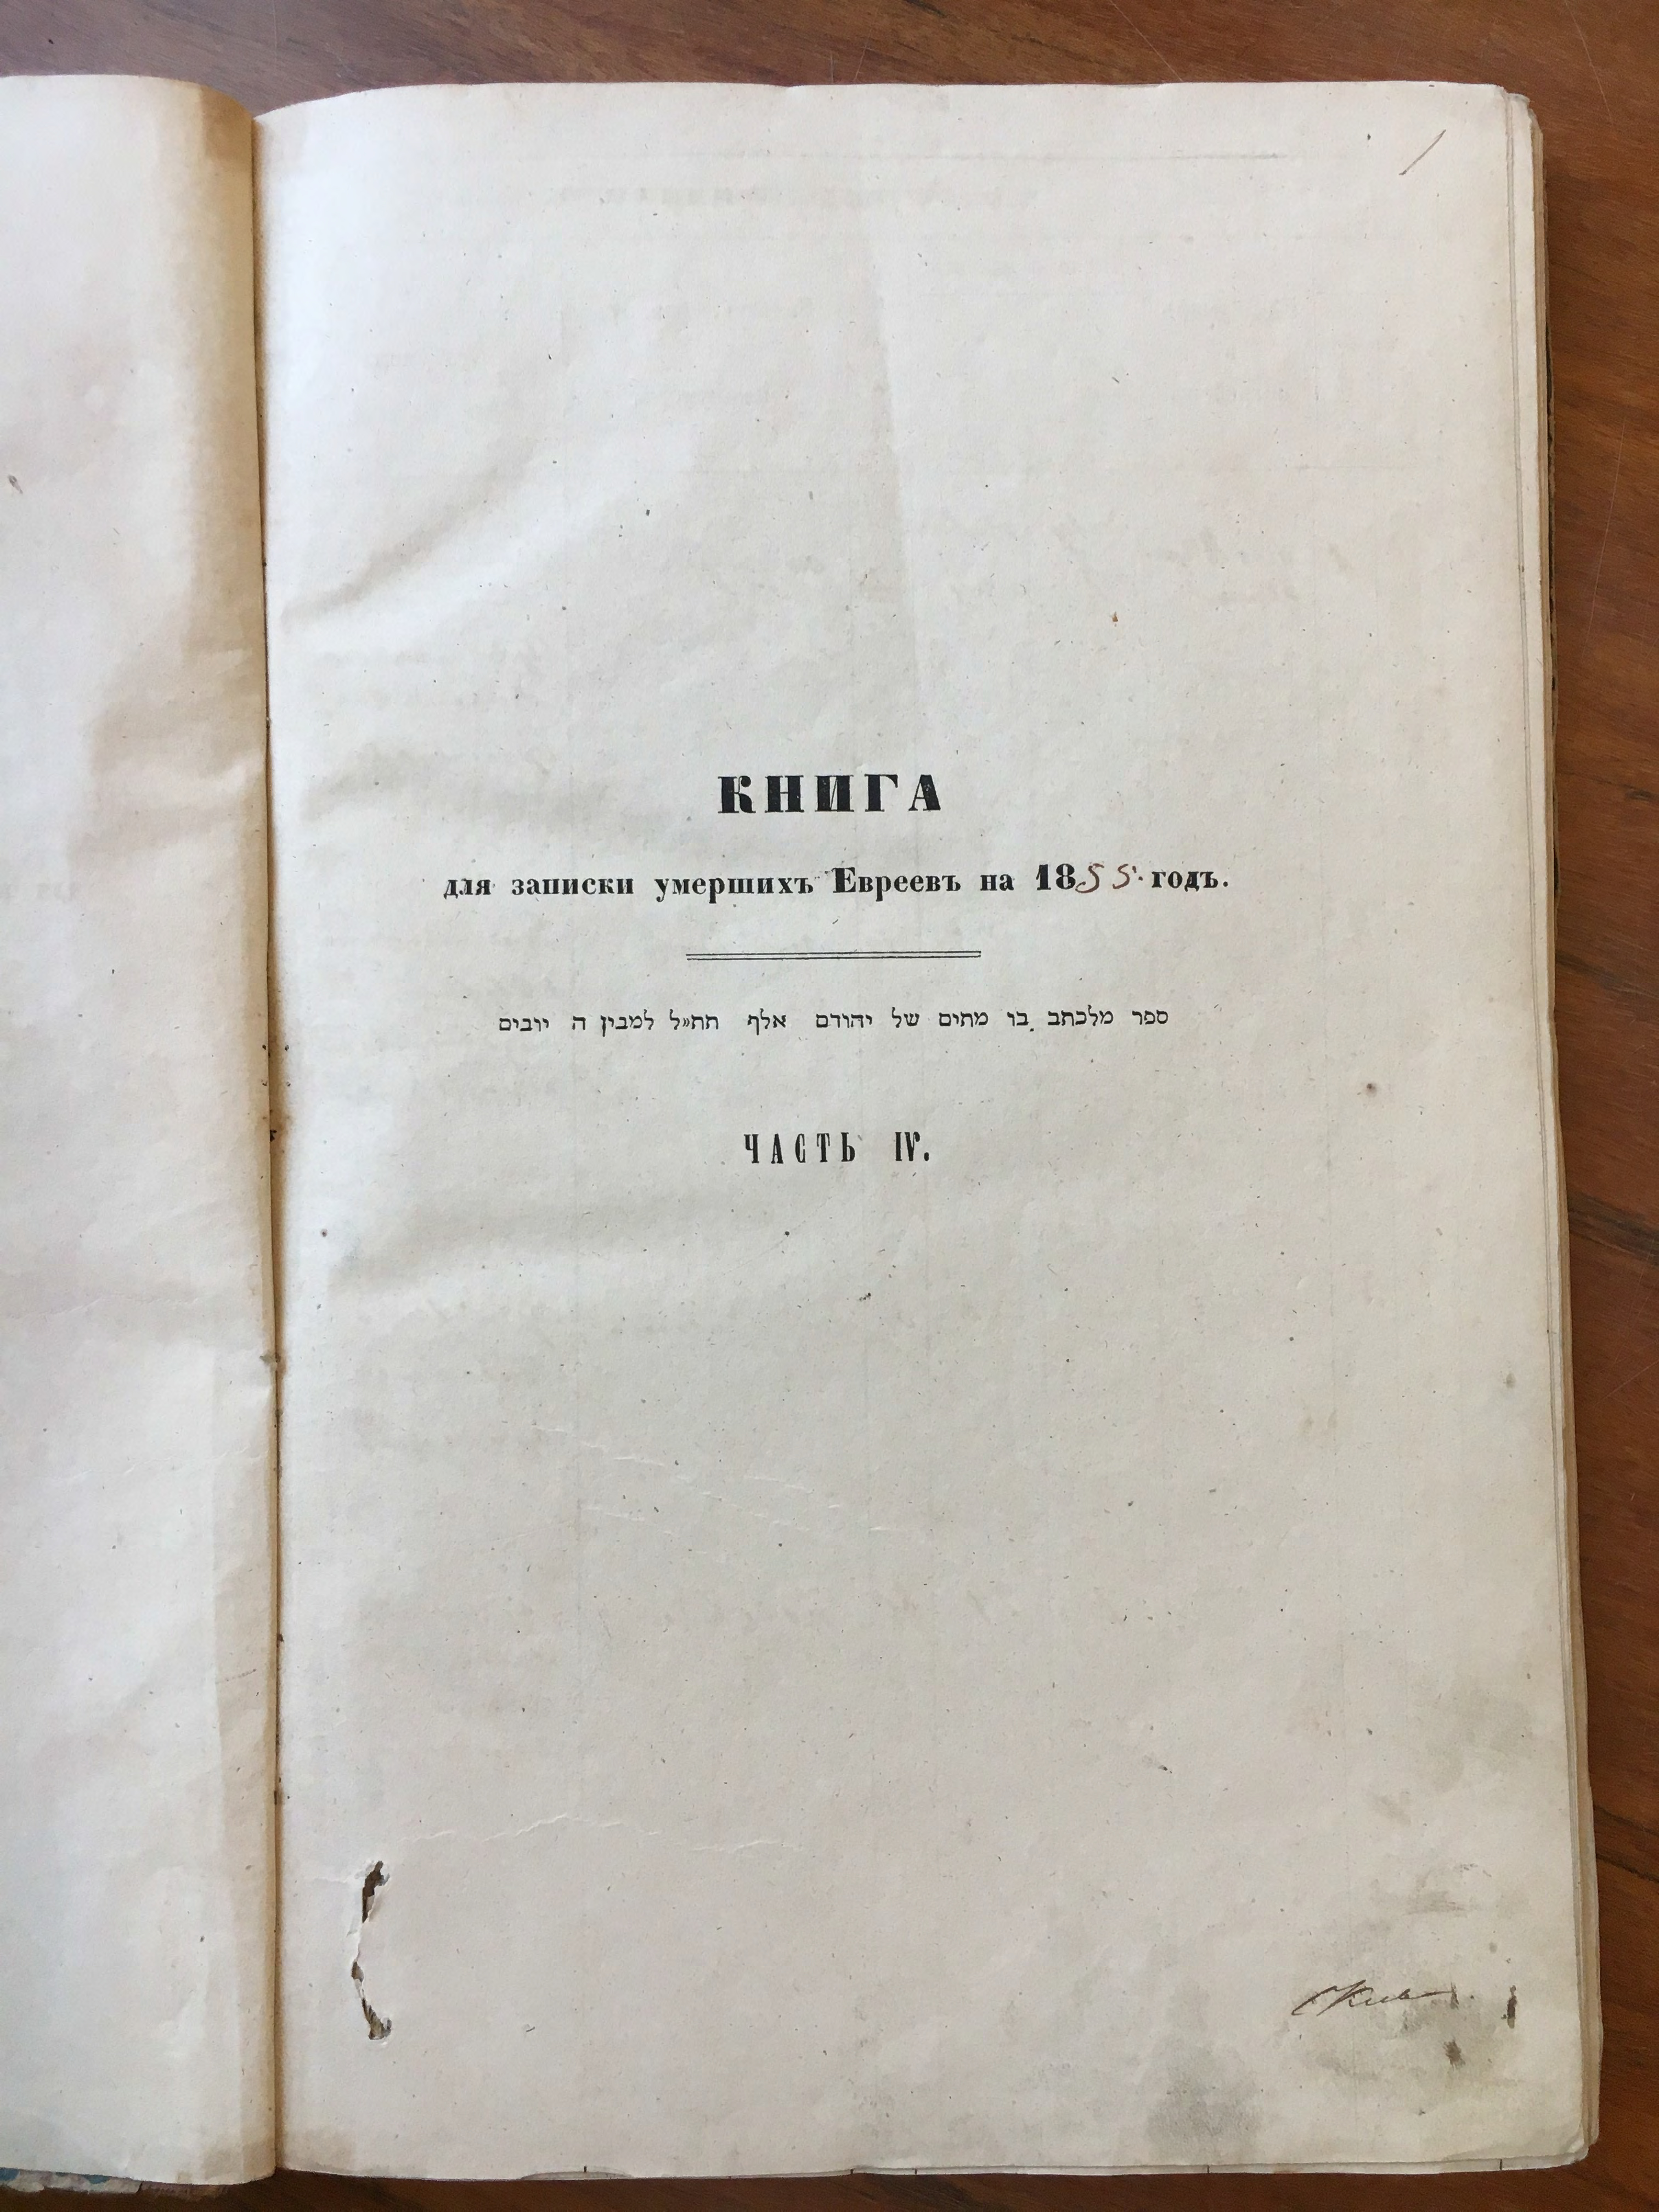 1
КНИГА
для записки умершихъ Евреевъ на 1855 годъ.
ספר מלכתב בו מתים של יהודם אלף תת״ל למבין ה יובים
ЧАСТЬ IV.